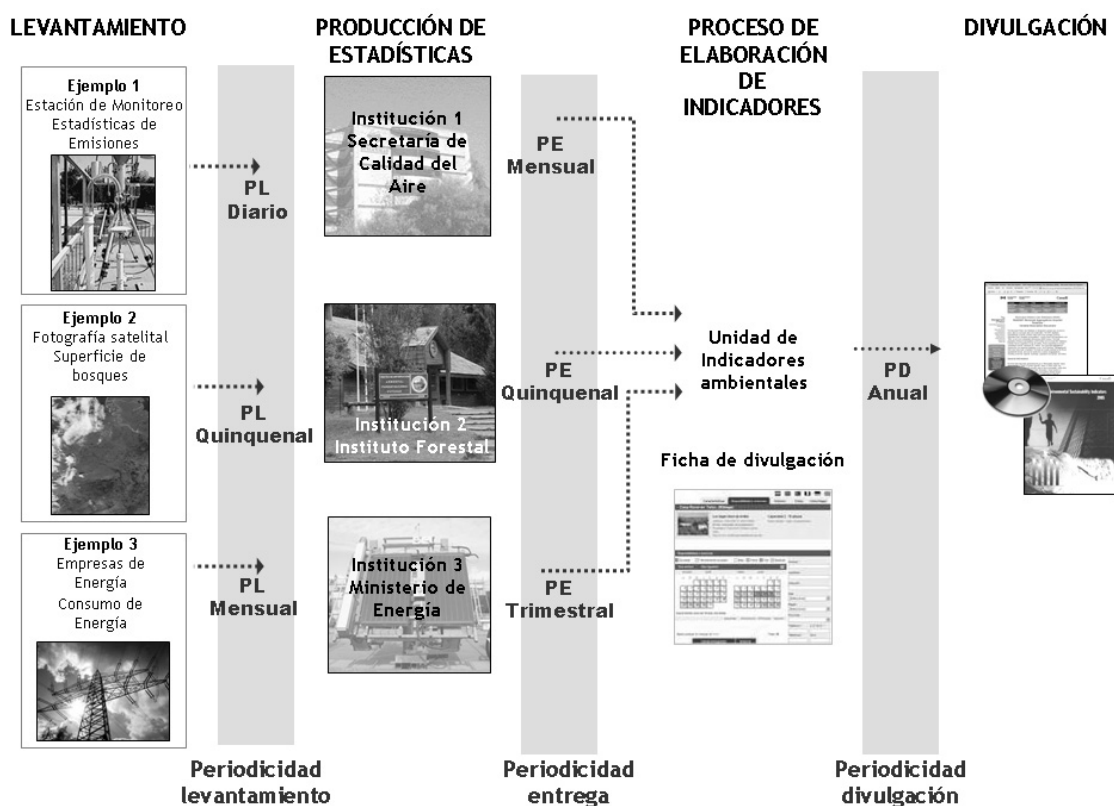 LEVANTAMIENTO
PRODUCCIÓN DE
ESTADÍSTICAS
PROCESO DE
ELABORACIÓN
DE
INDICADORES
DIVULGACIÓN
Ejemplo 1
Estación de Monitoreo
Estadísticas de
Emisiones
PL
Diario
Institución 1
Secretaría de
Calidad del
Aire
PE
Mensual
Ejemplo 2
Fotografía satelital
Superficie de
bosques
PL
Quinquenal
Institución 2
Instituto Forestal
PE
Quinquenal
Unidad de
Indicadores
ambientales
PD
Anual
Ficha de divulgación
Ejemplo 3
Empresas de
Energía
Consumo de
Energía
PL
Mensual
Institución 3
Ministerio de
Energía
PE
Trimestral
Periodicidad
levantamiento
Periodicidad
entrega
Periodicidad
divulgación